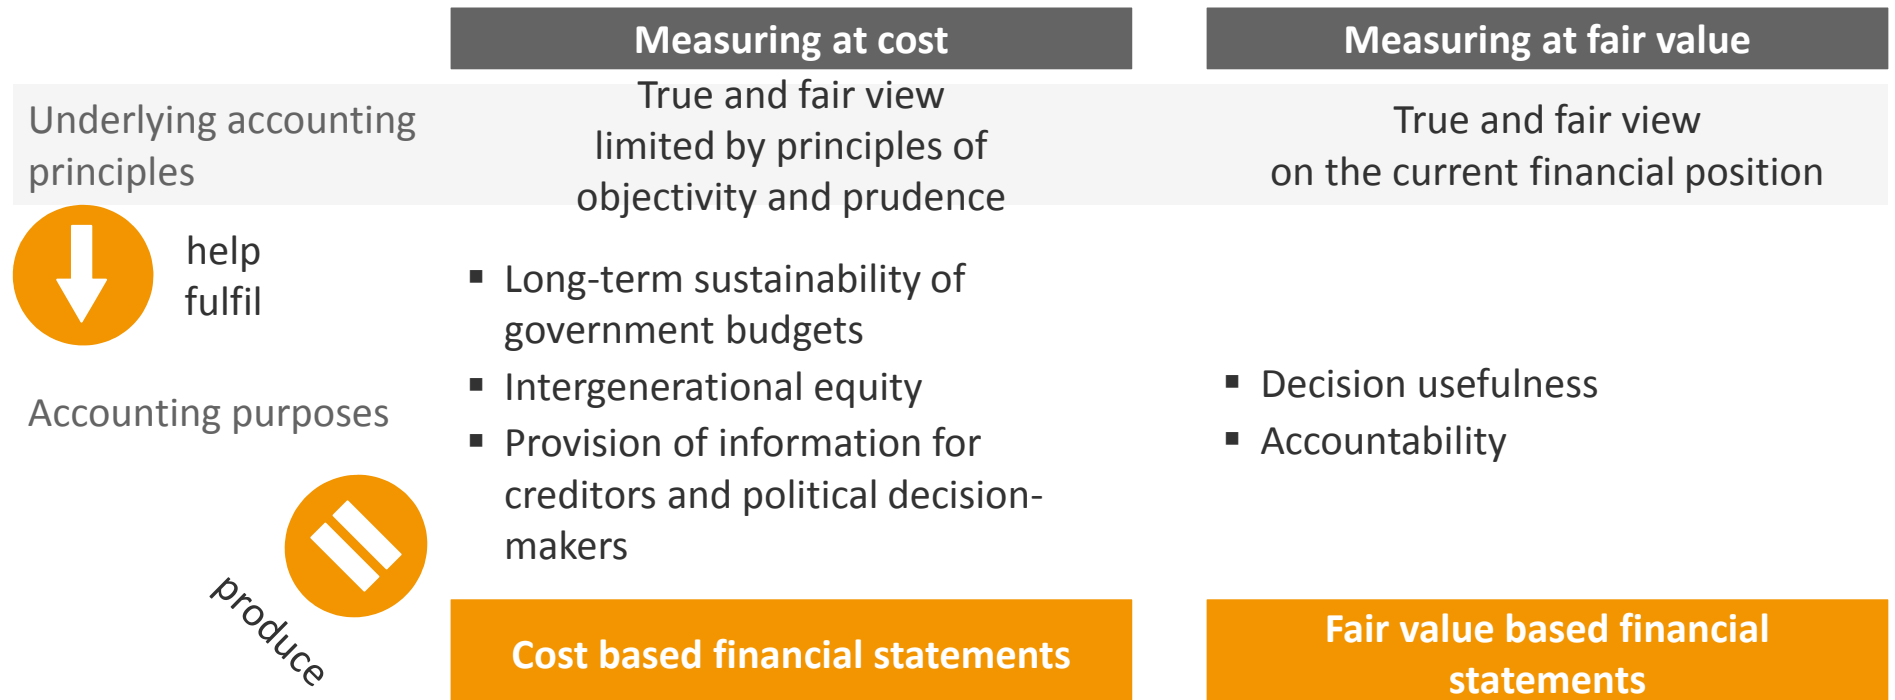 Measuring at cost
Measuring at fair value
Underlying accounting
principles
True and fair view
limited by principles of
objectivity and prudence
True and fair view
on the current financial position
help
fulfil
Accounting purposes
▪ Long-term sustainability of
government budgets
▪ Intergenerational equity
▪ Provision of information for
creditors and political decision-
makers
▪ Decision usefulness
▪ Accountability
produce
Cost based financial statements
Fair value based financial
statements